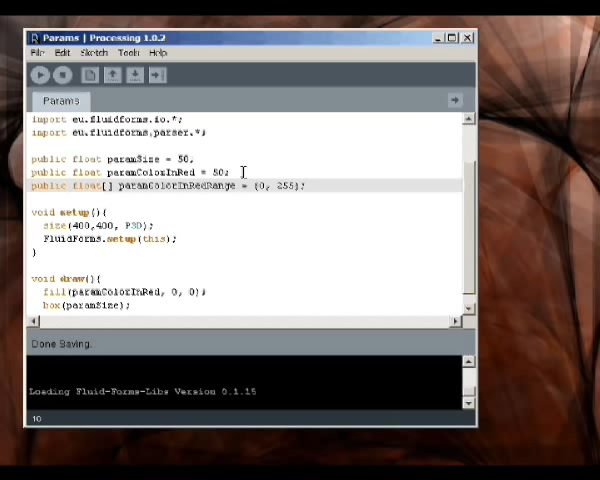 Params | Processing 1.0.2
File Edit Sketch Tools Help
Params
import eu.fluidforms.io.*;
import eu.fluidforms.parser.*;
public float paramSize = 50;
public float paramColorInRed = 50;
public float[] paramColorInRedRange = {0, 255};
void setup(){
size(400,400, P3D);
FluidForms.setup(this);
}
void draw(){
fill(paramColorInRed, 0, 0);
box(paramSize);
Done Saving.
Loading Fluid-Forms-Libs Version 0.1.15
10